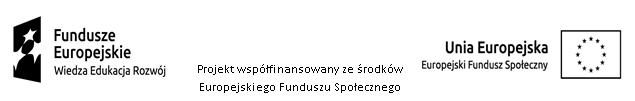 Fundusze
Europejskie
Wiedza Edukacja Rozwój
Projekt współfinansowany ze środków
Europejskiego Funduszu Społecznego
Unia Europejska
Europejski Fundusz Społeczny